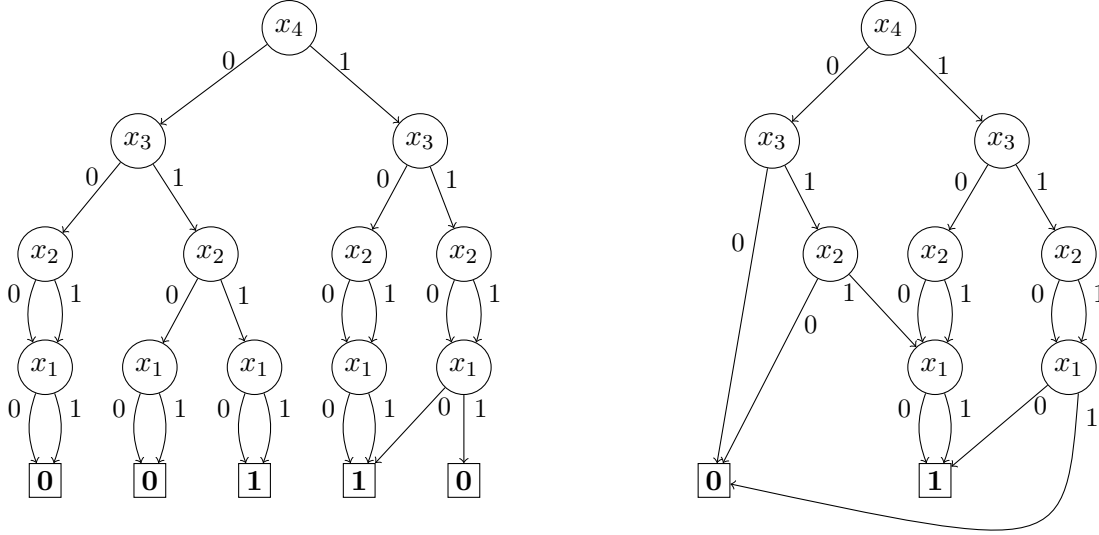 x₄ x₄
0 1 0 1
x₃ x₃ x₃ x₃
0 1 0 1 0 1 0 1
x₂ x₂ x₂ x₂ x₂ x₂ x₂
0 1 0 1 0 1 0 1 0 0 1 0 1 0 1
x₁ x₁ x₁ x₁ x₁ x₁ x₁
0 1 0 1 0 1 0 1 0 1 0 1 0 1
0 0 1 1 0 0 1